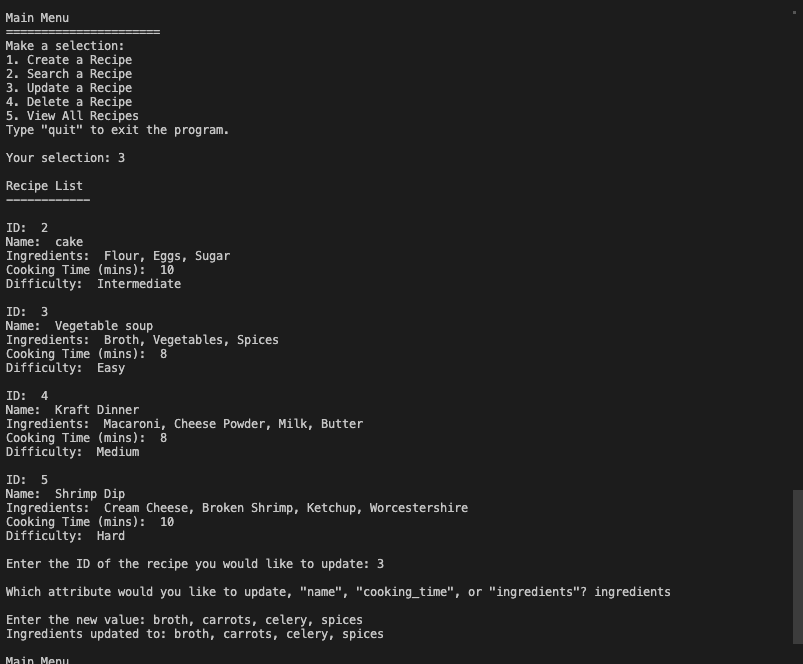 Main Menu
======================
Make a selection:
1. Create a Recipe
2. Search a Recipe
3. Update a Recipe
4. Delete a Recipe
5. View All Recipes
Type "quit" to exit the program.
Your selection: 3
Recipe List
------------
ID:  2
Name:  cake
Ingredients:  Flour, Eggs, Sugar
Cooking Time (mins):  10
Difficulty:  Intermediate
ID:  3
Name:  Vegetable soup
Ingredients:  Broth, Vegetables, Spices
Cooking Time (mins):  8
Difficulty:  Easy
ID:  4
Name:  Kraft Dinner
Ingredients:  Macaroni, Cheese Powder, Milk, Butter
Cooking Time (mins):  8
Difficulty:  Medium
ID:  5
Name:  Shrimp Dip
Ingredients:  Cream Cheese, Broken Shrimp, Ketchup, Worcestershire
Cooking Time (mins):  10
Difficulty:  Hard
Enter the ID of the recipe you would like to update: 3
Which attribute would you like to update, "name", "cooking_time", or "ingredients"? ingredients
Enter the new value: broth, carrots, celery, spices
Ingredients updated to: broth, carrots, celery, spices
Main Menu